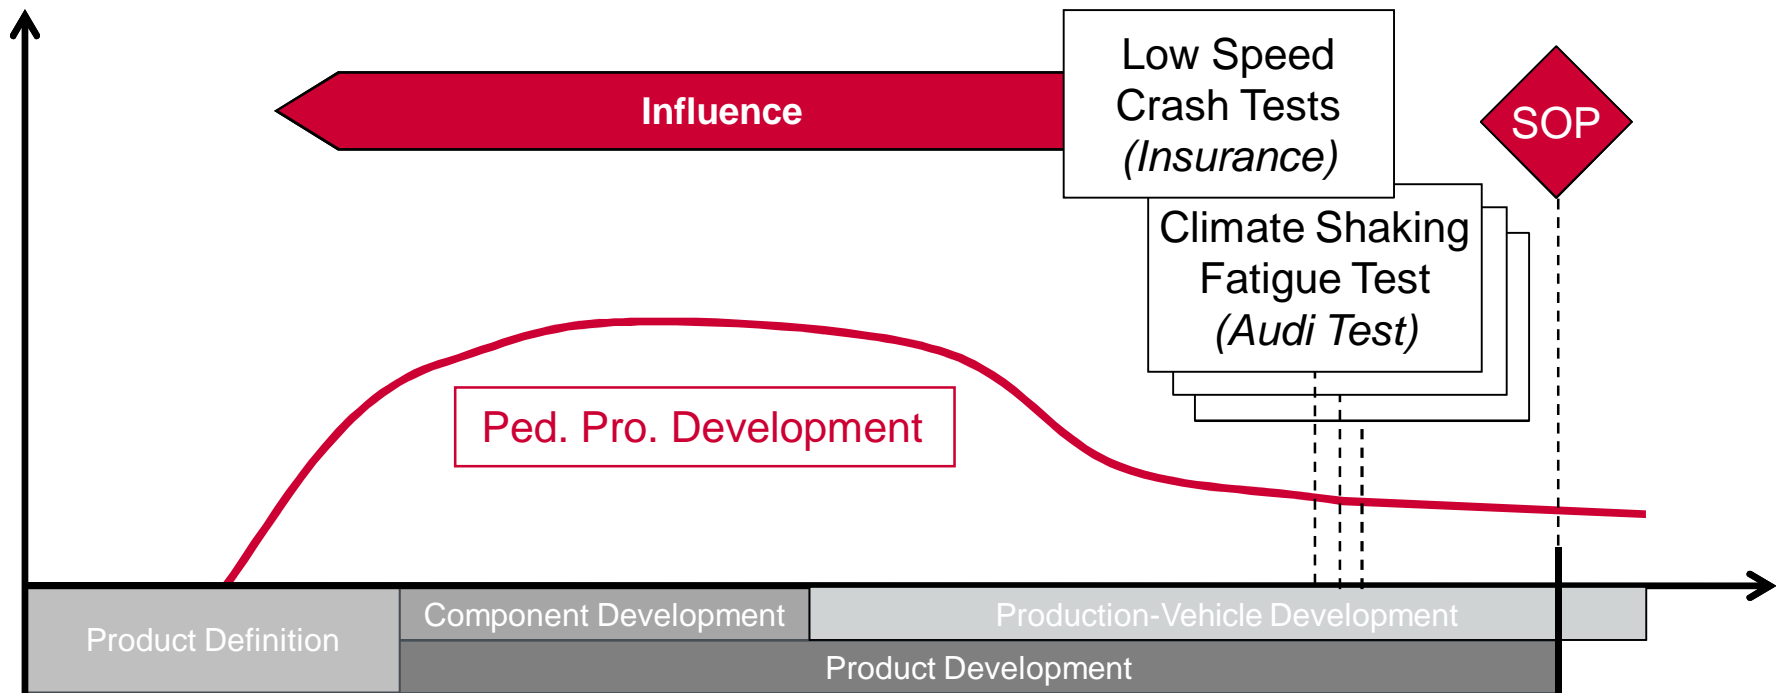 Influence
Low Speed
Crash Tests
(Insurance)
SOP
Climate Shaking
Fatigue Test
(Audi Test)
Ped. Pro. Development
Product Definition
Component Development
Production-Vehicle Development
Product Development